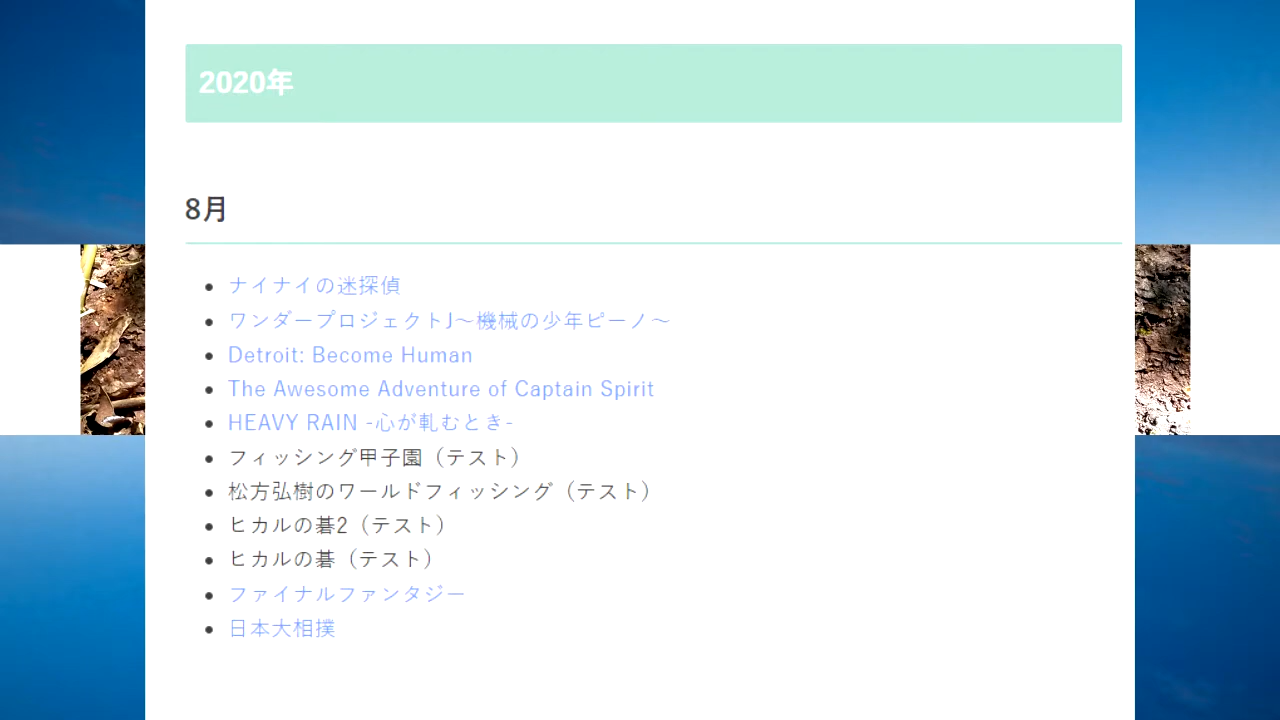 2020年
8月
ナイナイの迷探偵
ワンダープロジェクトJ～機械の少年ピーノ～
Detroit: Become Human
The Awesome Adventure of Captain Spirit
HEAVY RAIN -心が軋むとき-
フィッシング甲子園（テスト）
松方弘樹のワールドフィッシング（テスト）
ヒカルの碁2（テスト）
ヒカルの碁（テスト）
ファイナルファンタジー
日本大相撲